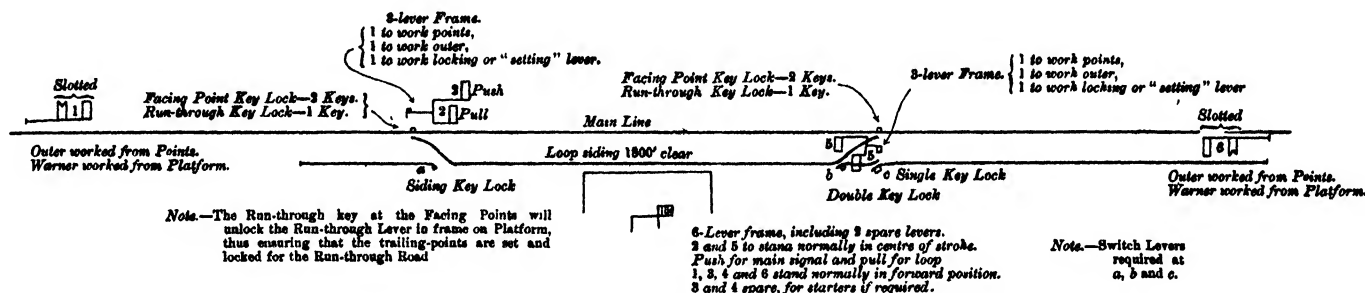 3-lever Frame.
1 to work points,
1 to work outer,
1 to work locking or "setting" lever.
Slotted
M 1
Facing Point Key Lock—2 Keys.
Run-through Key Lock—1 Key.
Push
2 Pull
Facing Point Key Lock—2 Keys.
Run-through Key Lock—1 Key.
3-lever Frame.
1 to work points,
1 to work outer,
1 to work locking or "setting" lever
Slotted
6 W
Main Line
Outer worked from Points.
Warner worked from Platform.
Loop siding 1300' clear
5
5
a
Siding Key Lock
b
c Single Key Lock
Double Key Lock
Outer worked from Points.
Warner worked from Platform.
Note.—The Run-through key at the Facing Points will
unlock the Run-through Lever in frame on Platform,
thus ensuring that the trailing-points are set and
locked for the Run-through Road
6-Lever frame, including 2 spare levers.
2 and 5 to stand normally in centre of stroke.
Push for main signal and pull for loop
1, 3, 4 and 6 stand normally in forward position.
3 and 4 spare, for starters if required.
Note.—Switch Levers
required at
a, b and c.